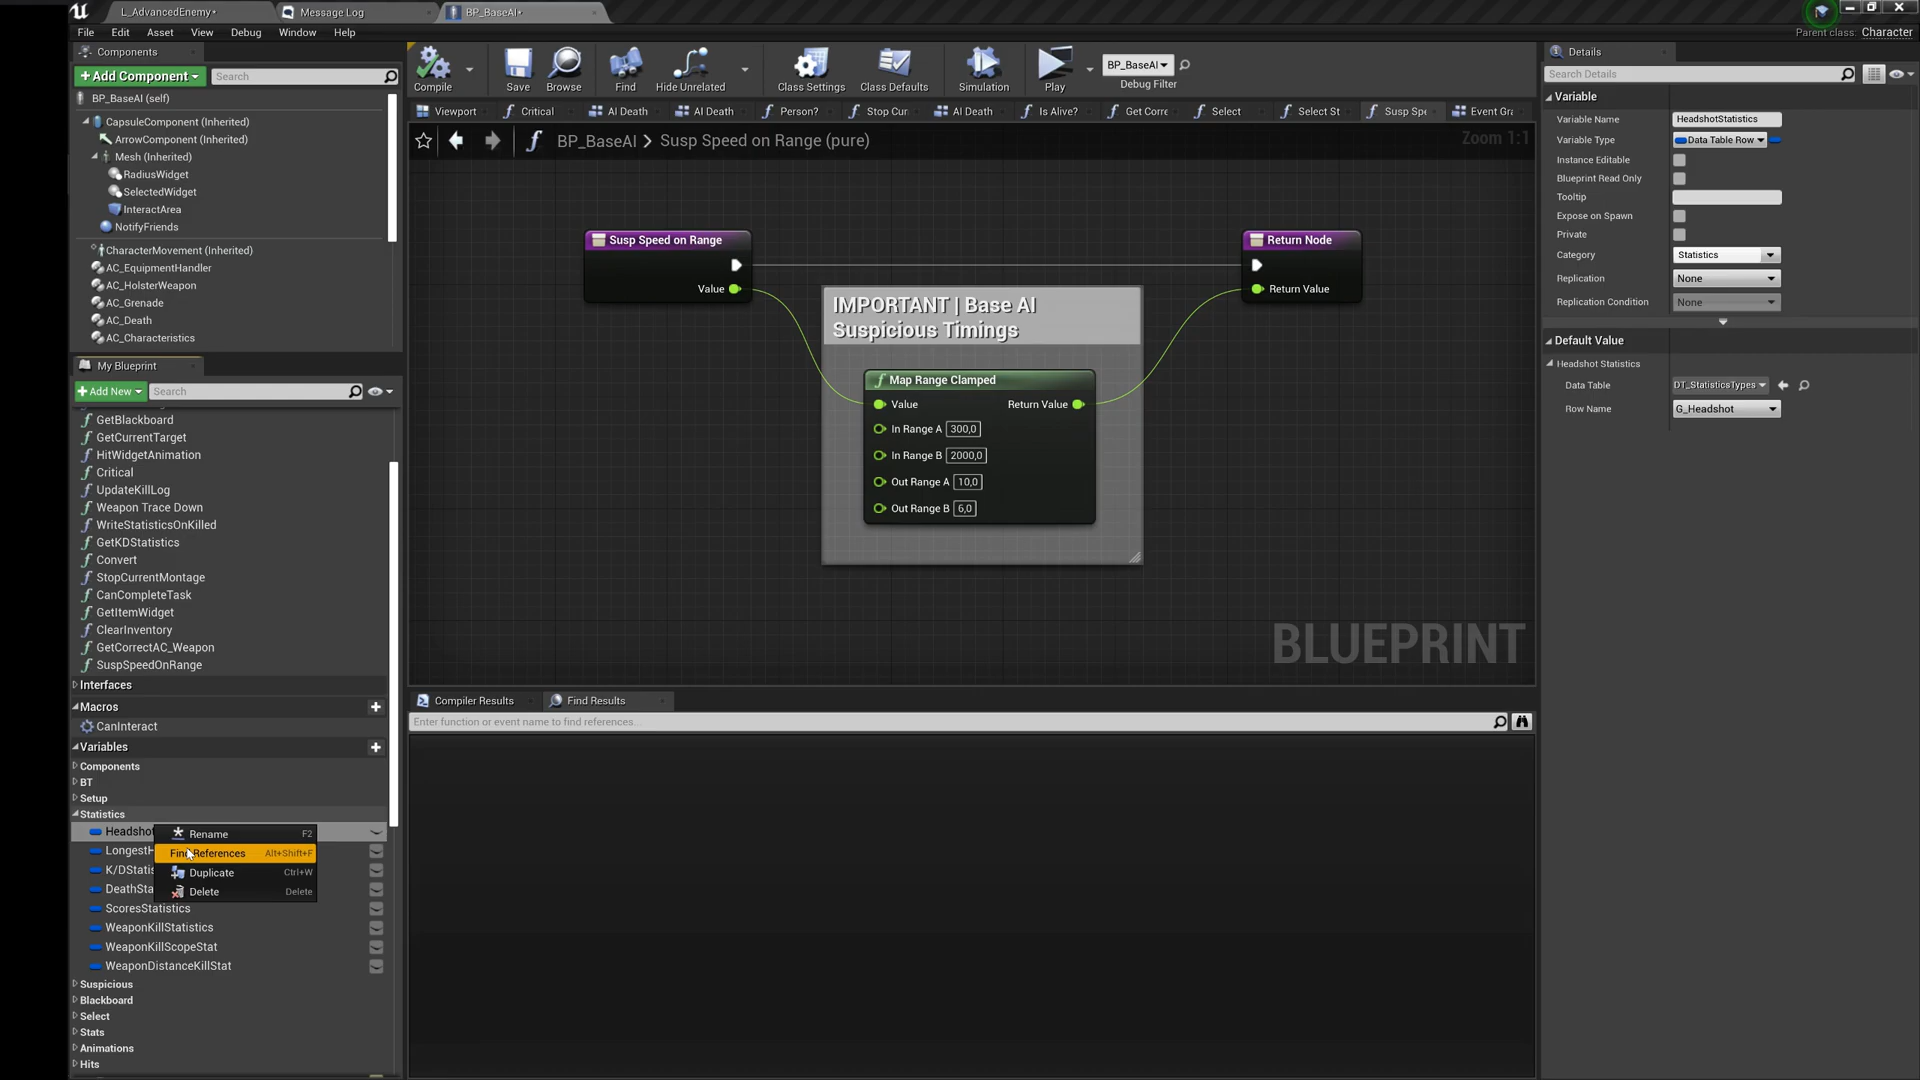 L_AdvancedEnemy*
Message Log
BP_BaseAI*
File Edit Asset View Debug Window Help
Parent class: Character
Components
+Add Component
Search
BP_BaseAI (self)
CapsuleComponent (Inherited)
ArrowComponent (Inherited)
Mesh (Inherited)
RadiusWidget
SelectedWidget
InteractArea
NotifyFriends
CharacterMovement (Inherited)
AC_EquipmentHandler
AC_HolsterWeapon
AC_Grenade
AC_Death
AC_Characteristics
My Blueprint
+Add New
Search
GetBlackboard
GetCurrentTarget
HitWidgetAnimation
Critical
UpdateKillLog
Weapon Trace Down
WriteStatisticsOnKilled
GetKDStatistics
Convert
StopCurrentMontage
CanCompleteTask
GetItemWidget
ClearInventory
GetCorrectAC_Weapon
SuspSpeedOnRange
Interfaces
Macros
CanInteract
Variables
Components
BT
Setup
Statistics
Headshot
LongestH
K/DStatis
DeathSta
ScoresStatistics
WeaponKillStatistics
WeaponKillScopeStat
WeaponDistanceKillStat
Suspicious
Blackboard
Select
Stats
Animations
Hits
Rename F2
Find References Alt+Shift+F
Duplicate Ctrl+W
Delete Delete
Compile
Save
Browse
Find
Hide Unrelated
Class Settings
Class Defaults
Simulation
Play
BP_BaseAI
Debug Filter
Viewport
Critical
AI Death
AI Death
Person?
Stop Cur
AI Death
Is Alive?
Get Corre
Select
Select St
Susp Spe
Event Gra
BP_BaseAI > Susp Speed on Range (pure)
Zoom 1:1
Susp Speed on Range
Value
Return Node
Return Value
IMPORTANT | Base AI
Suspicious Timings
Map Range Clamped
Value
Return Value
In Range A 300,0
In Range B 2000,0
Out Range A 10,0
Out Range B 6,0
BLUEPRINT
Compiler Results
Find Results
Enter function or event name to find references...
Details
Search Details
Variable
Variable Name HeadshotStatistics
Variable Type Data Table Row
Instance Editable
Blueprint Read Only
Tooltip
Expose on Spawn
Private
Category Statistics
Replication None
Replication Condition None
Default Value
Headshot Statistics
Data Table DT_StatisticsTypes
Row Name G_Headshot